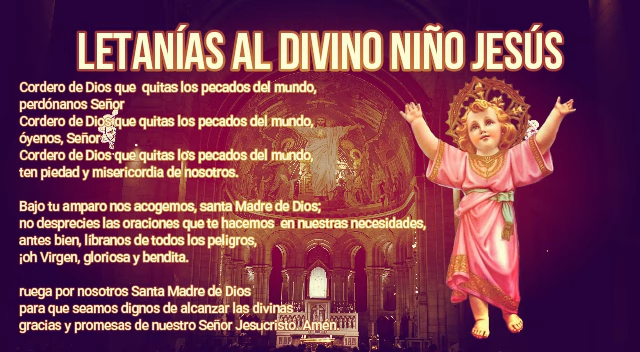 LETANÍAS AL DIVINO NIÑO JESÚS
Cordero de Dios que quitas los pecados del mundo,
perdónanos Señor
Cordero de Dios que quitas los pecados del mundo,
óyenos, Señor
Cordero de Dios que quitas los pecados del mundo,
ten piedad y misericordia de nosotros.
Bajo tu amparo nos acogemos, santa Madre de Dios;
no desprecies las oraciones que te hacemos en nuestras necesidades,
antes bien, líbranos de todos los peligros,
¡oh Virgen, gloriosa y bendita.
ruega por nosotros Santa Madre de Dios
para que seamos dignos de alcanzar las divinas
gracias y promesas de nuestro Señor Jesucristo. Amén.